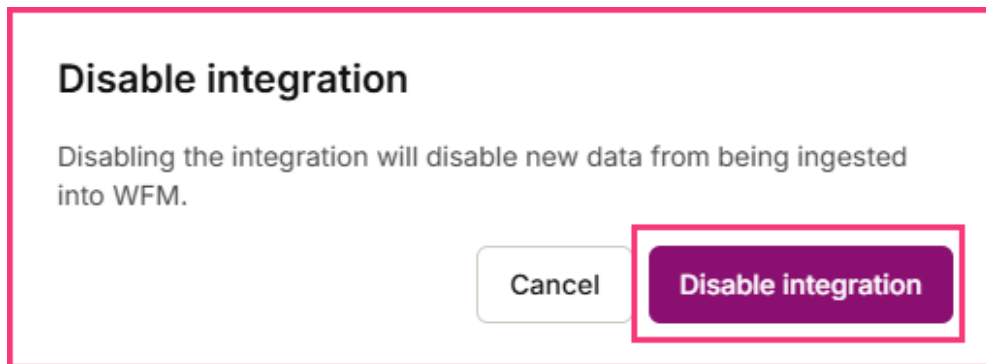 Disable integration
Disabling the integration will disable new data from being ingested
into WFM.
Cancel
Disable integration